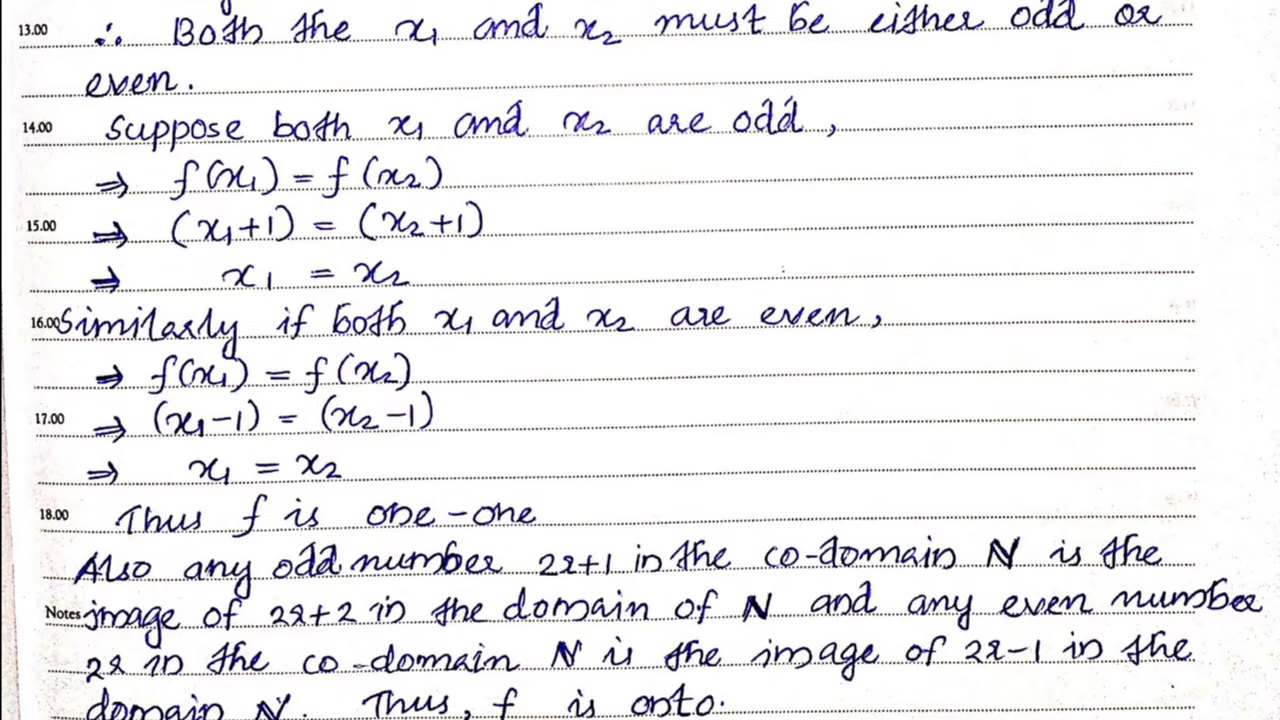 13.00 ∴ Both the x₁ and x₂ must be either odd or
even.
14.00 Suppose both x₁ and x₂ are odd,
⇒ f(x₁) = f(x₂)
15.00 ⇒ (x₁+1) = (x₂+1)
⇒ x₁ = x₂
16.00 Similarly if both x₁ and x₂ are even,
⇒ f(x₁) = f(x₂)
17.00 ⇒ (x₁-1) = (x₂-1)
⇒ x₁ = x₂
18.00 Thus f is one-one
Also any odd number 2r+1 in the co-domain N is the
Notes image of 2r+2 in the domain of N and any even number
2r in the co-domain N is the image of 2r-1 in the
domain N. Thus, f is onto.